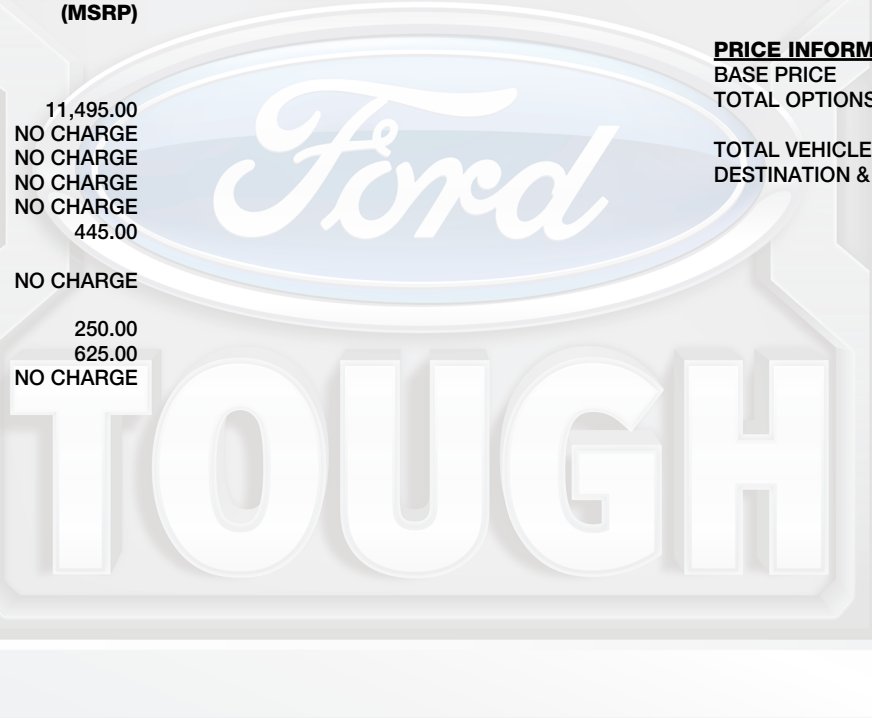 (MSRP)
11,495.00
NO CHARGE
NO CHARGE
NO CHARGE
NO CHARGE
445.00
NO CHARGE
250.00
625.00
NO CHARGE
PRICE INFORM
BASE PRICE
TOTAL OPTIONS
TOTAL VEHICLE
DESTINATION &
Ford
TOUGH